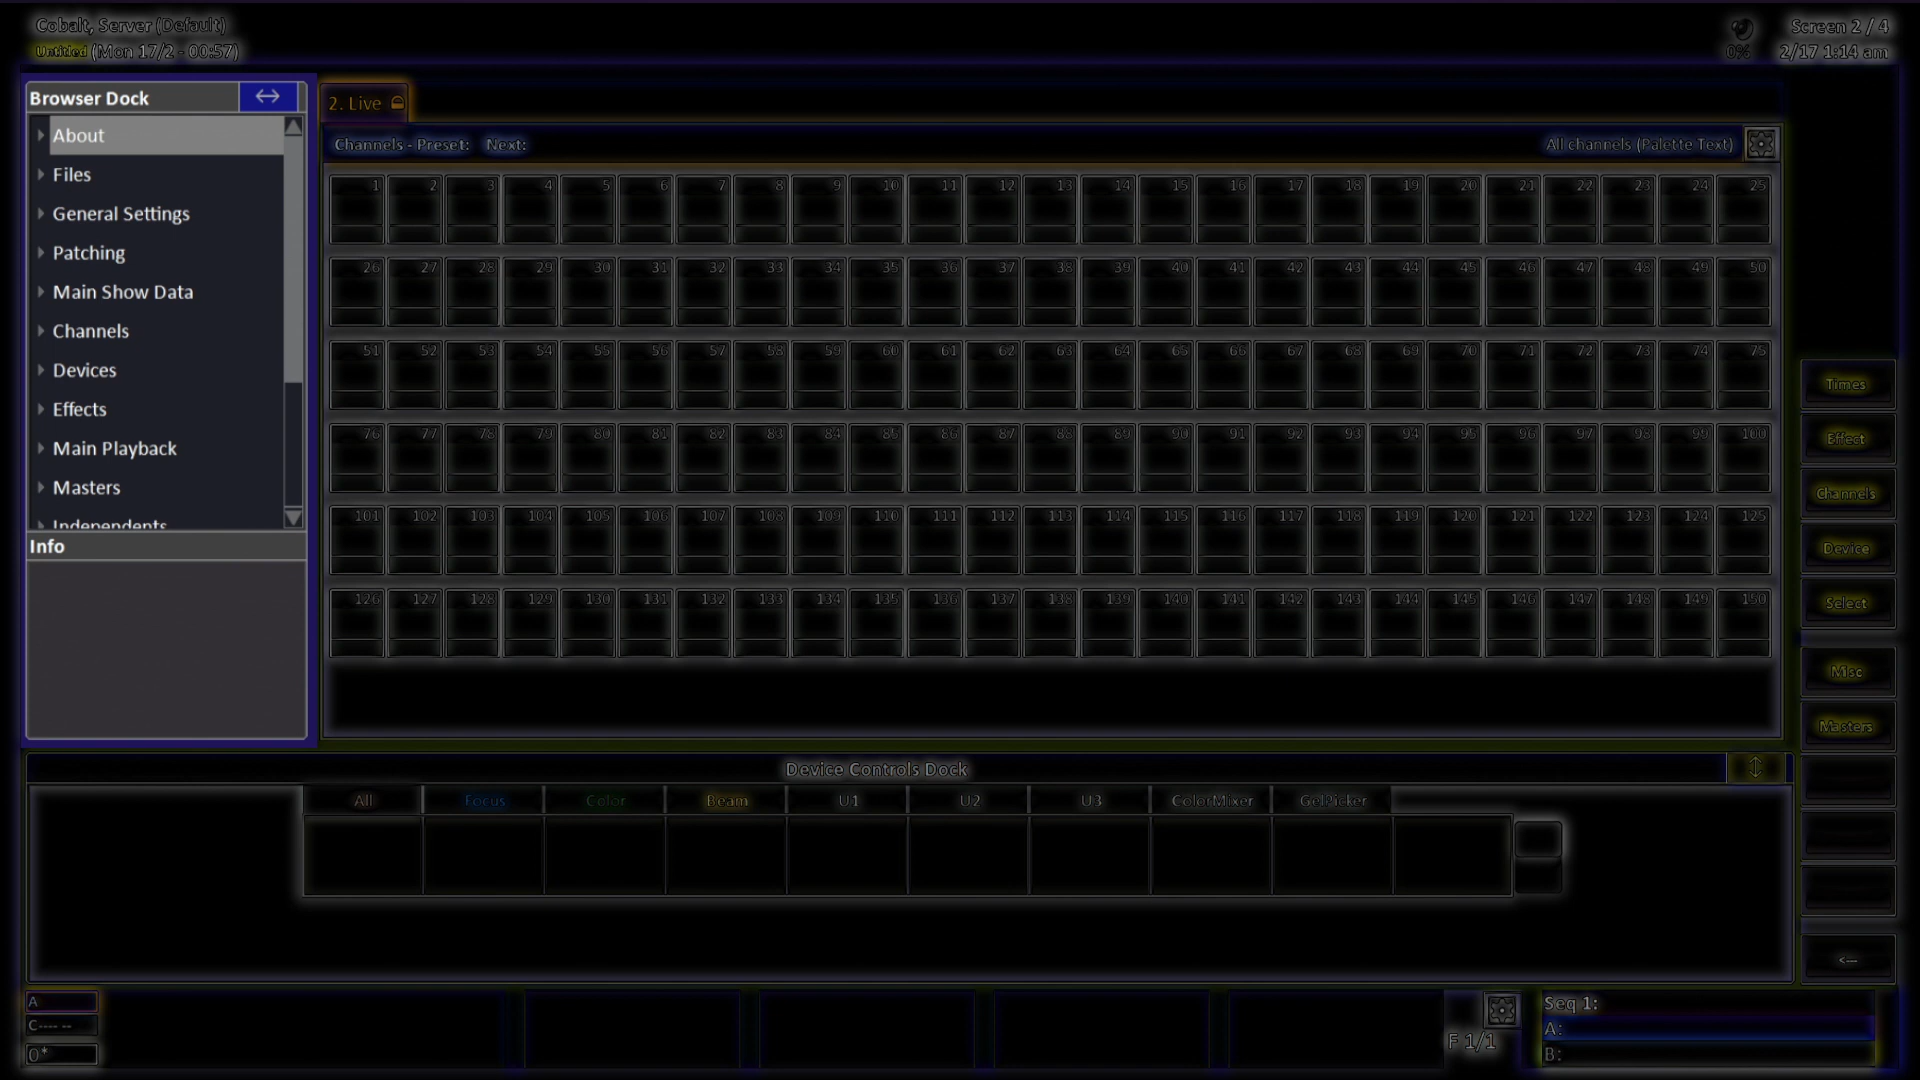 Cobalt, Server (Default)
Untitled (Mon 17/2 - 00:57)
0%
Screen 2 / 4
2/17 1:14 am
Browser Dock
About
Files
General Settings
Patching
Main Show Data
Channels
Devices
Effects
Main Playback
Masters
Independents
Info
2. Live
Channels - Preset: Next:
All channels (Palette Text)
1 2 3 4 5 6 7 8 9 10 11 12 13 14 15 16 17 18 19 20 21 22 23 24 25
26 27 28 29 30 31 32 33 34 35 36 37 38 39 40 41 42 43 44 45 46 47 48 49 50
51 52 53 54 55 56 57 58 59 60 61 62 63 64 65 66 67 68 69 70 71 72 73 74 75
76 77 78 79 80 81 82 83 84 85 86 87 88 89 90 91 92 93 94 95 96 97 98 99 100
101 102 103 104 105 106 107 108 109 110 111 112 113 114 115 116 117 118 119 120 121 122 123 124 125
126 127 128 129 130 131 132 133 134 135 136 137 138 139 140 141 142 143 144 145 146 147 148 149 150
Times
Effect
Channels
Device
Select
Misc
Masters
<---
Device Controls Dock
All Focus Color Beam U1 U2 U3 ColorMixer GelPicker
A
C---- --
0*
F 1/1
Seq 1:
A:
B: